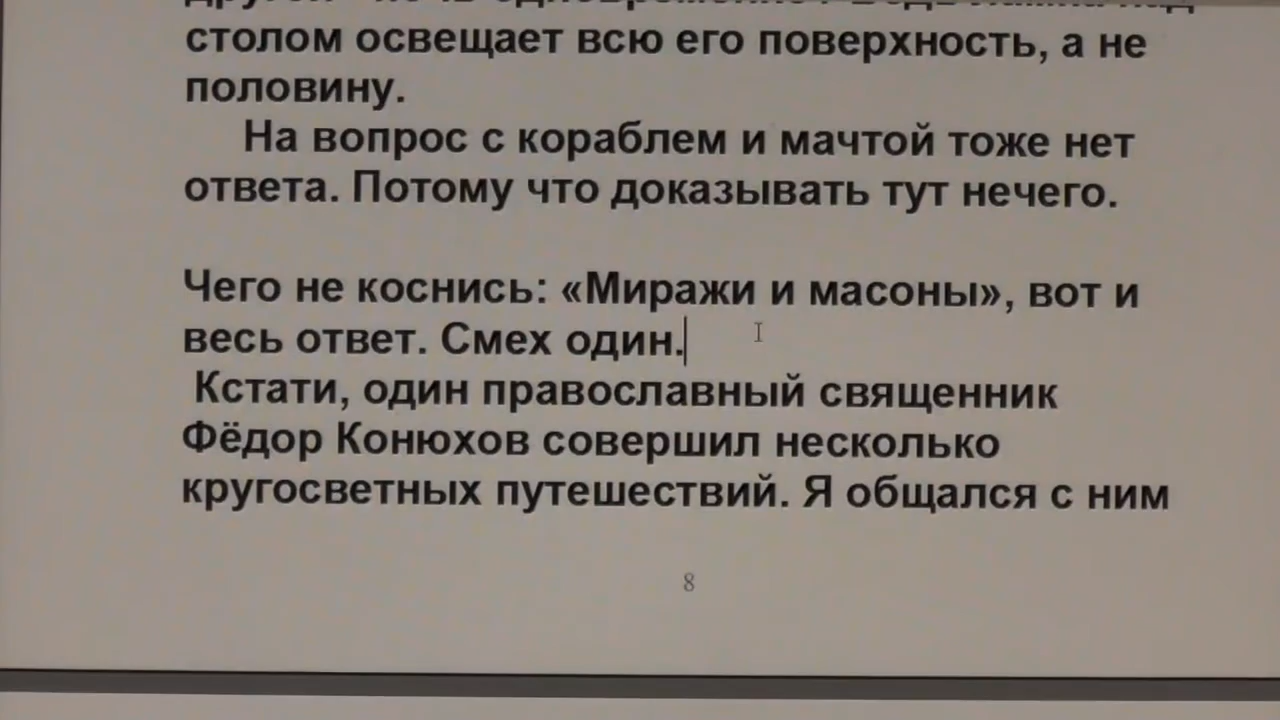 столом освещает всю его поверхность, а не
половину.
На вопрос с кораблем и мачтой тоже нет
ответа. Потому что доказывать тут нечего.
Чего не коснись: «Миражи и масоны», вот и
весь ответ. Смех один.
Кстати, один православный священник
Фёдор Конюхов совершил несколько
кругосветных путешествий. Я общался с ним
8